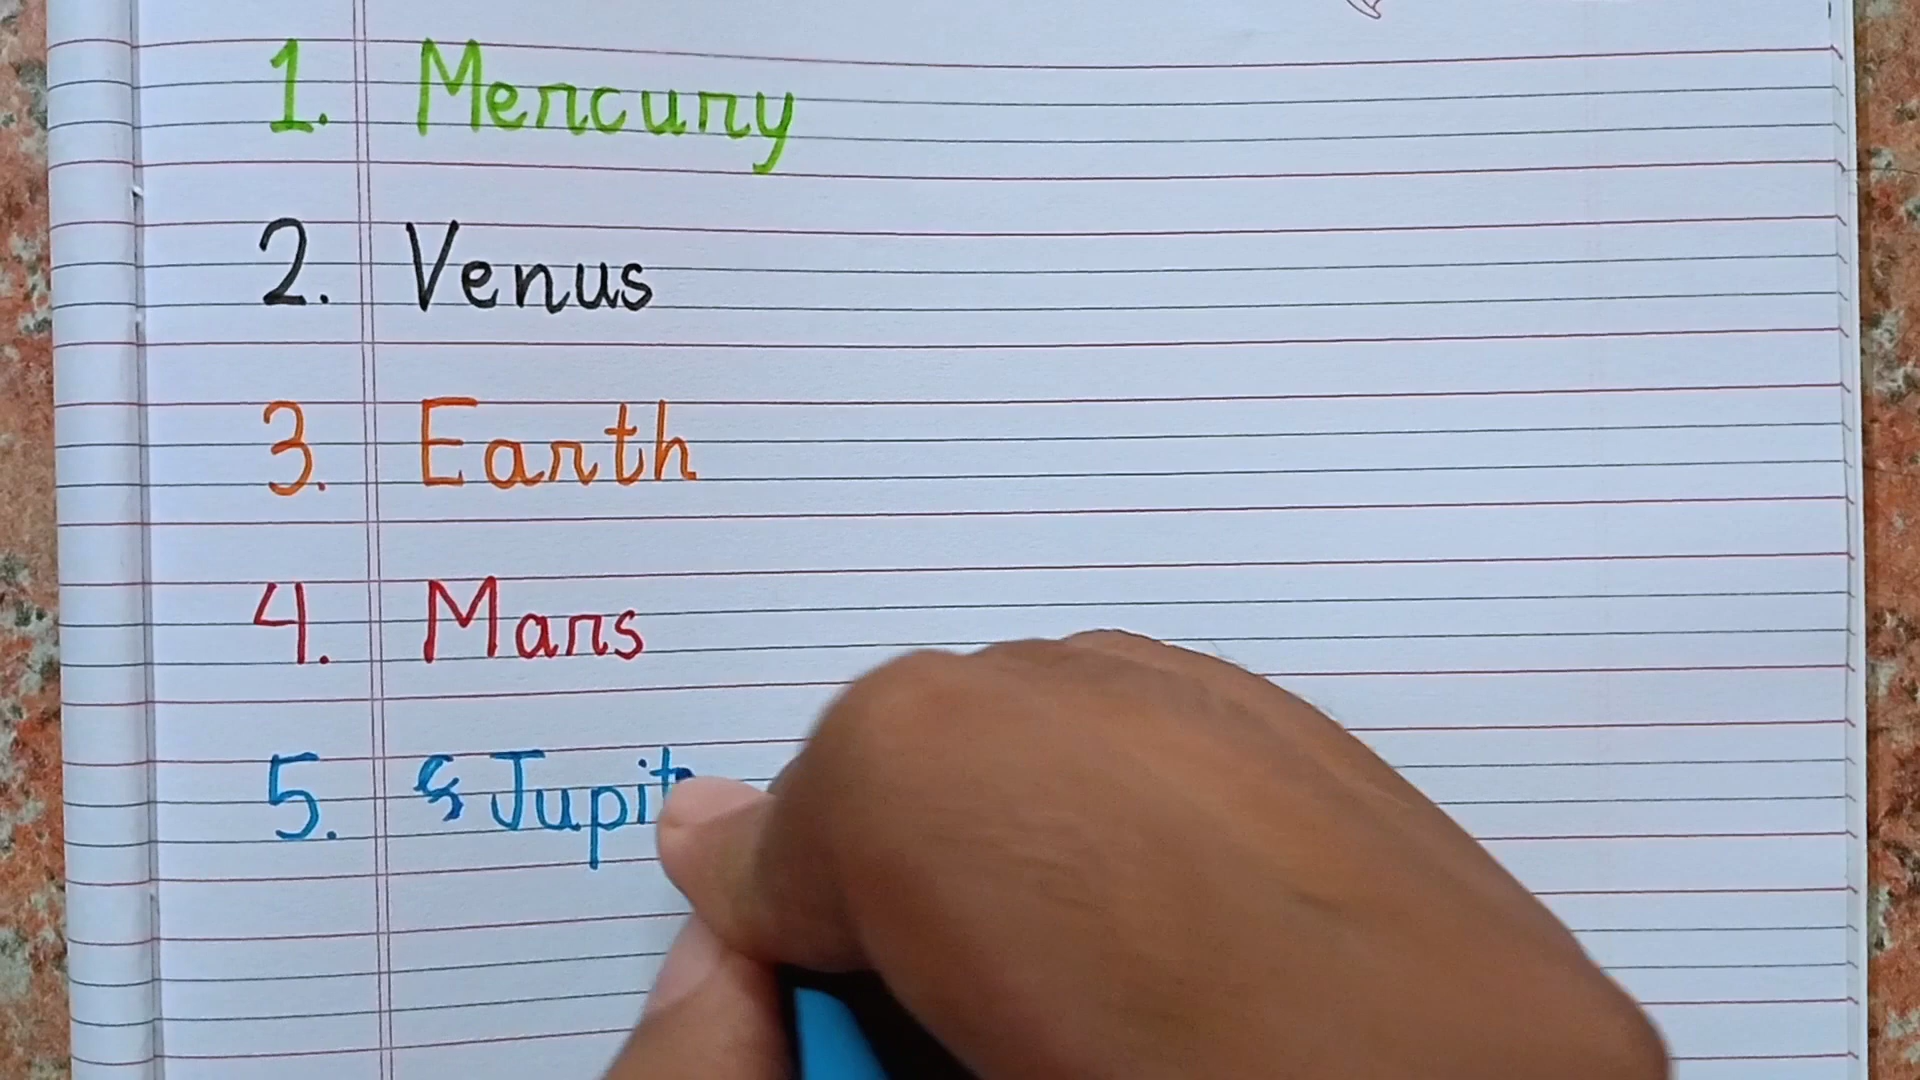 1. Mercury
2. Venus
3. Earth
4. Mars
5. Jupit